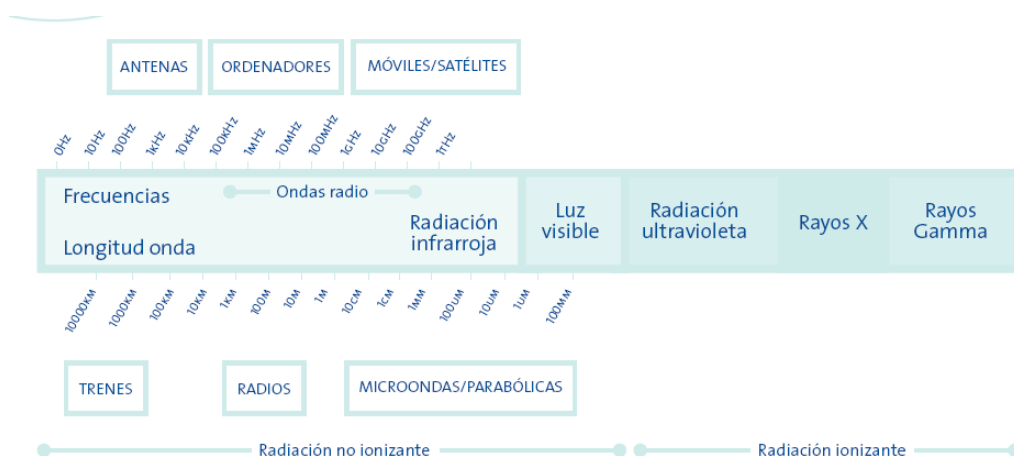 ANTENAS
ORDENADORES
MÓVILES/SATÉLITES
0Hz
10Hz
100Hz
1KHz
10KHz
100KHz
1MHz
10MHz
100MHz
1GHz
10GHz
100GHz
1THz
Frecuencias
Ondas radio
Longitud onda
Radiación
infrarroja
Luz
visible
Radiación
ultravioleta
Rayos X
Rayos
Gamma
10000KM
1000KM
100KM
10KM
1KM
100M
10M
1M
10CM
1CM
1MM
100UM
10UM
1UM
100MM
TRENES
RADIOS
MICROONDAS/PARABÓLICAS
Radiación no ionizante
Radiación ionizante